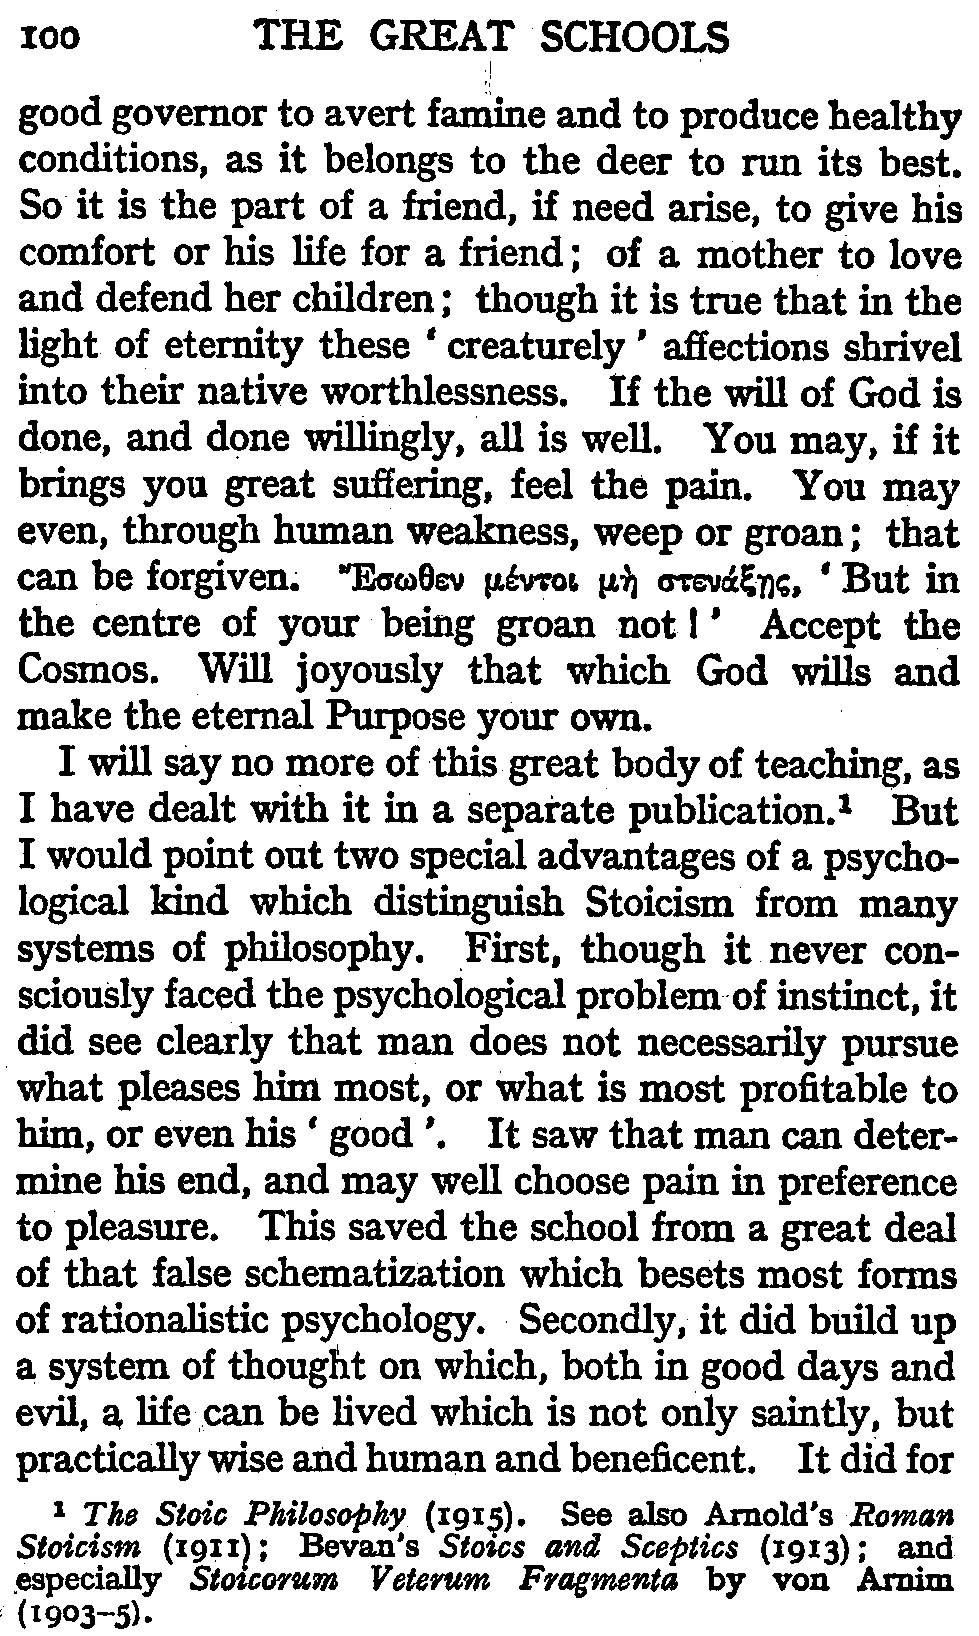 100 THE GREAT SCHOOLS
good governor to avert famine and to produce healthy
conditions, as it belongs to the deer to run its best.
So it is the part of a friend, if need arise, to give his
comfort or his life for a friend; of a mother to love
and defend her children; though it is true that in the
light of eternity these ‘creaturely’ affections shrivel
into their native worthlessness. If the will of God is
done, and done willingly, all is well. You may, if it
brings you great suffering, feel the pain. You may
even, through human weakness, weep or groan; that
can be forgiven. Ἔσωθεν μέντοι μὴ στενάξῃς, ‘But in
the centre of your being groan not!’ Accept the
Cosmos. Will joyously that which God wills and
make the eternal Purpose your own.
I will say no more of this great body of teaching, as
I have dealt with it in a separate publication.¹ But
I would point out two special advantages of a psycho-
logical kind which distinguish Stoicism from many
systems of philosophy. First, though it never con-
sciously faced the psychological problem of instinct, it
did see clearly that man does not necessarily pursue
what pleases him most, or what is most profitable to
him, or even his ‘good’. It saw that man can deter-
mine his end, and may well choose pain in preference
to pleasure. This saved the school from a great deal
of that false schematization which besets most forms
of rationalistic psychology. Secondly, it did build up
a system of thought on which, both in good days and
evil, a life can be lived which is not only saintly, but
practically wise and human and beneficent. It did for
¹ The Stoic Philosophy (1915). See also Arnold's Roman
Stoicism (1911); Bevan's Stoics and Sceptics (1913); and
especially Stoicorum Veterum Fragmenta by von Arnim
(1903–5).